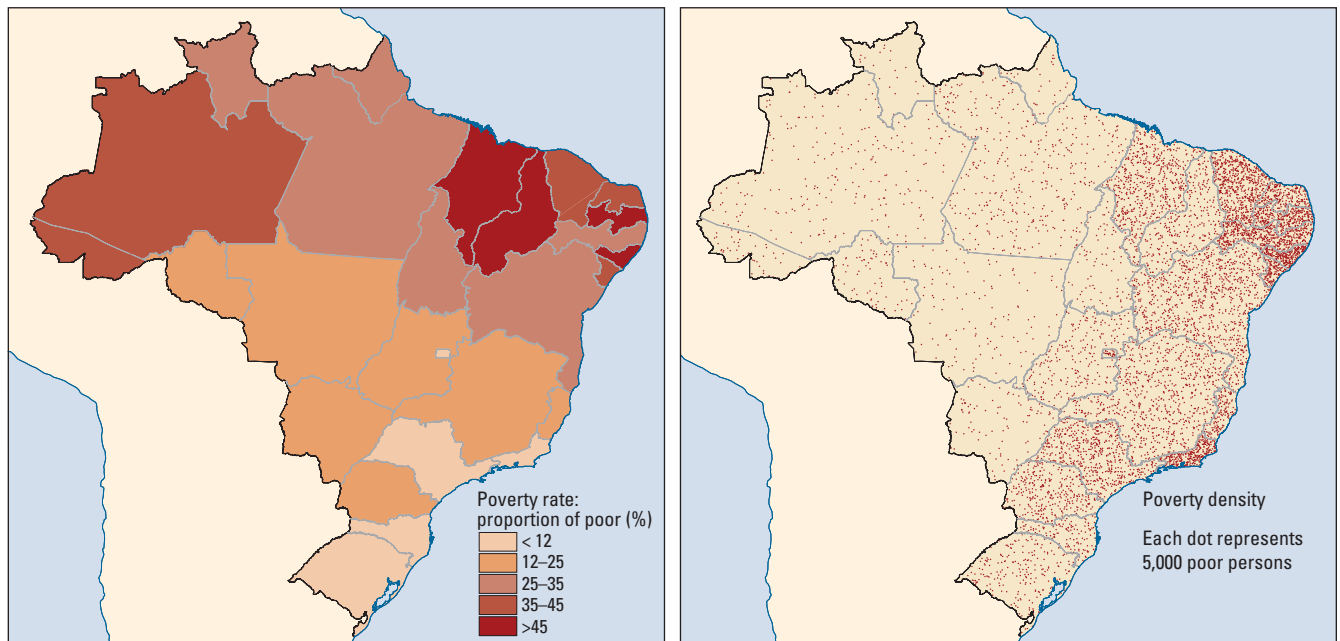 Poverty rate:
proportion of poor (%)
< 12
12–25
25–35
35–45
>45
Poverty density
Each dot represents
5,000 poor persons